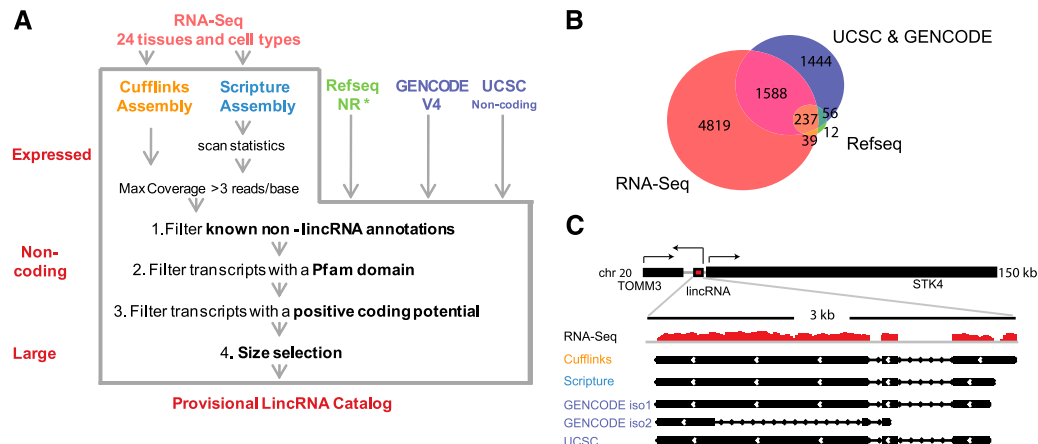 A
RNA-Seq
24 tissues and cell types
Cufflinks
Assembly
Scripture
Assembly
Refseq
NR *
GENCODE
V4
UCSC
Non-coding
Expressed
scan statistics
Max Coverage >3 reads/base
Non-
coding
1.Filter known non-lincRNA annotations
2. Filter transcripts with a Pfam domain
3. Filter transcripts with a positive coding potential
Large
4. Size selection
Provisional LincRNA Catalog
B
UCSC & GENCODE
1444
1588
4819
237
56
12
39
Refseq
RNA-Seq
C
chr 20
TOMM3
lincRNA
STK4
150 kb
3 kb
RNA-Seq
Cufflinks
Scripture
GENCODE iso1
GENCODE iso2
UCSC